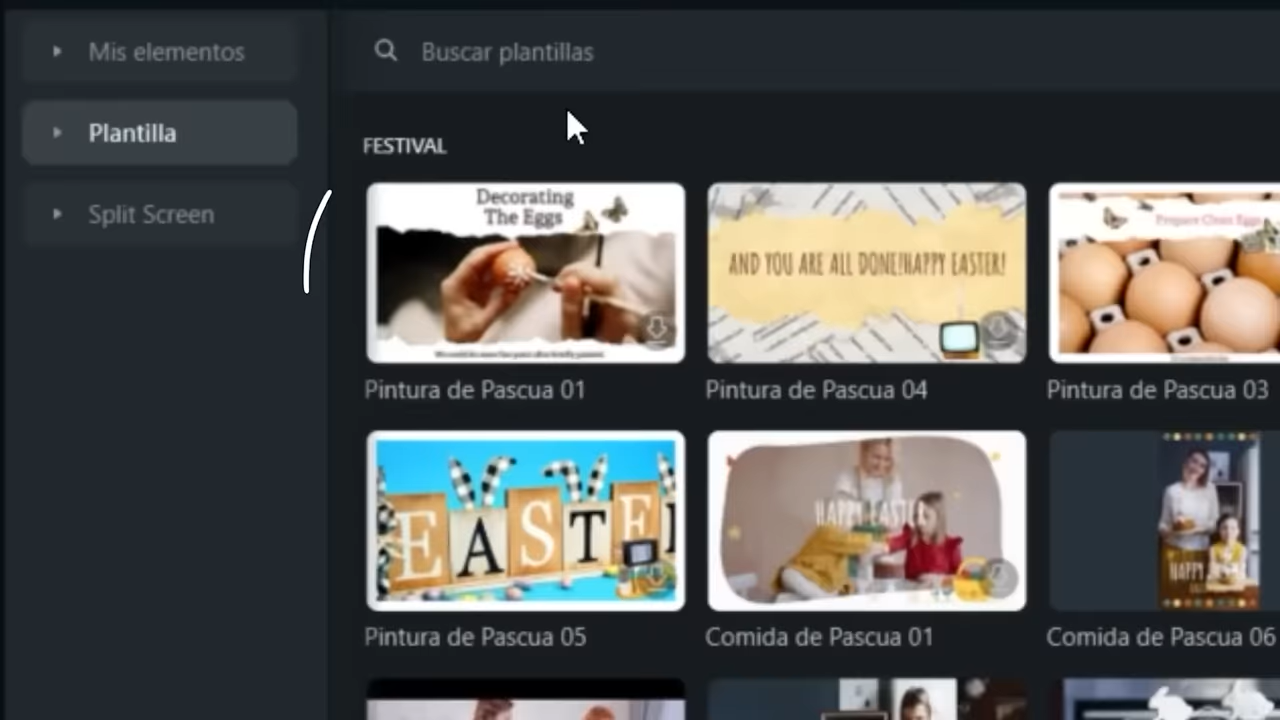 Mis elementos
Buscar plantillas
Plantilla
FESTIVAL
Split Screen
Decorating
The Eggs
AND YOU ARE ALL DONE!HAPPY EASTER!
Prepare Clean Eggs
Pintura de Pascua 01
Pintura de Pascua 04
Pintura de Pascua 03
EASTE
HAPPY EASTER
HAPPY
Pintura de Pascua 05
Comida de Pascua 01
Comida de Pascua 06